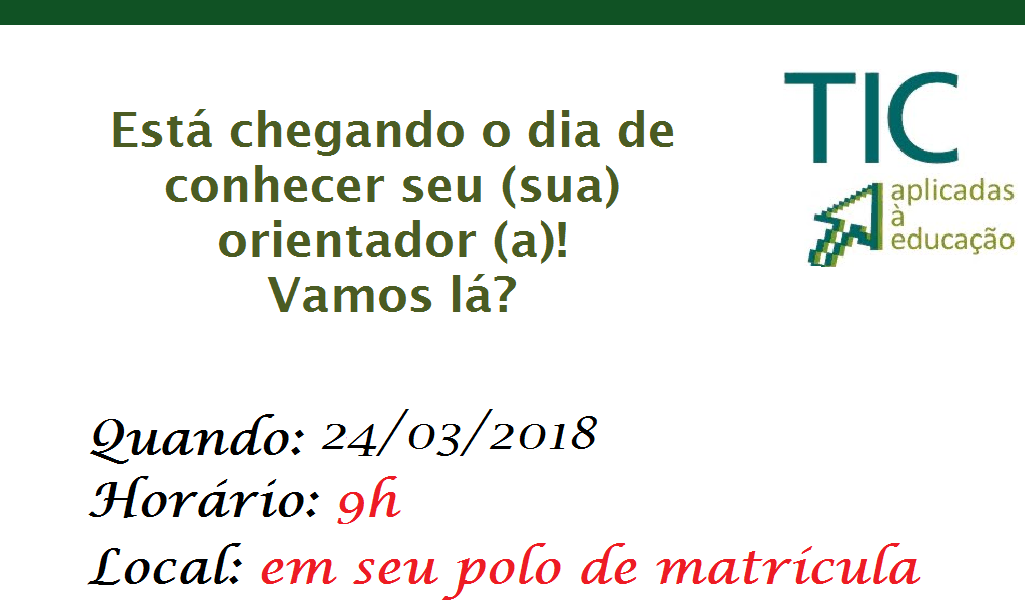 Está chegando o dia de
conhecer seu (sua)
orientador (a)!
Vamos lá?
TIC
aplicadas
à
educação
Quando: 24/03/2018
Horário: 9h
Local: em seu polo de matrícula